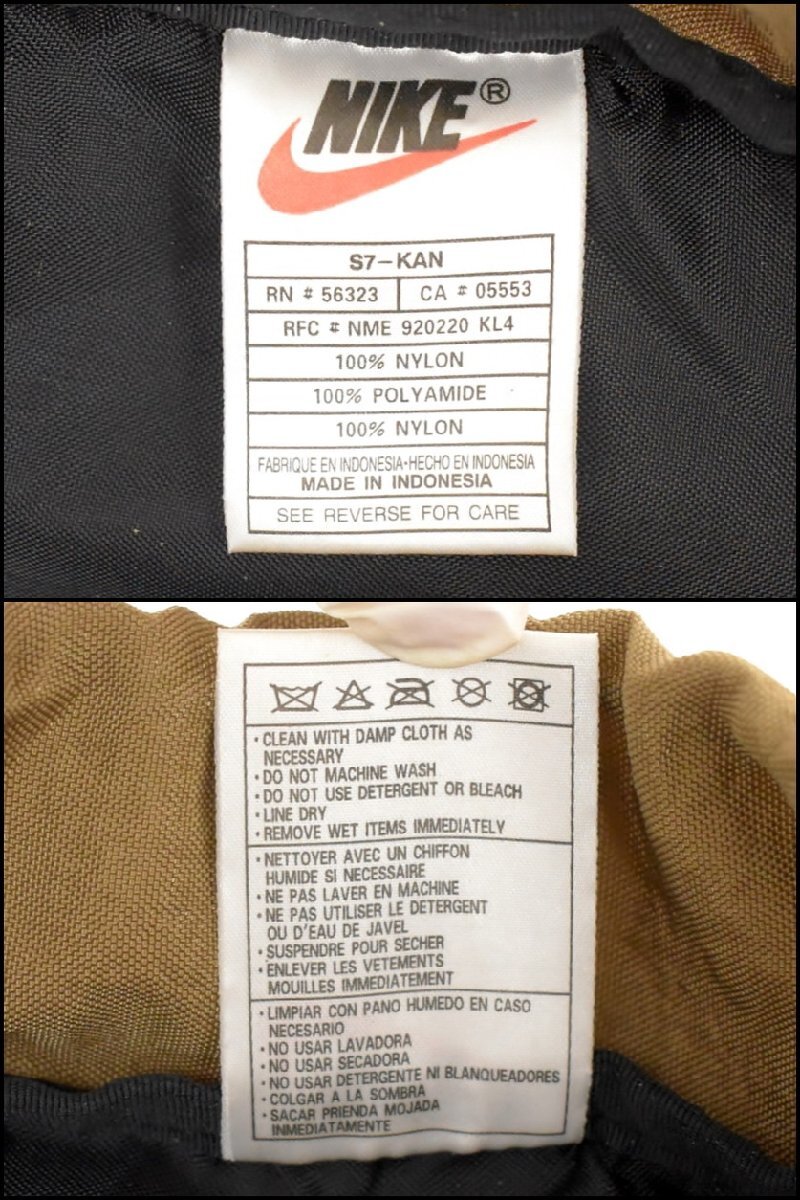 NIKE®
S7-KAN
RN # 56323 CA # 05553
RFC # NME 920220 KL4
100% NYLON
100% POLYAMIDE
100% NYLON
FABRIQUE EN INDONESIA·HECHO EN INDONESIA
MADE IN INDONESIA
SEE REVERSE FOR CARE
·CLEAN WITH DAMP CLOTH AS
NECESSARY
·DO NOT MACHINE WASH
·DO NOT USE DETERGENT OR BLEACH
·LINE DRY
·REMOVE WET ITEMS IMMEDIATELY
·NETTOYER AVEC UN CHIFFON
HUMIDE SI NECESSAIRE
·NE PAS LAVER EN MACHINE
·NE PAS UTILISER LE DETERGENT
OU D'EAU DE JAVEL
·SUSPENDRE POUR SECHER
·ENLEVER LES VETEMENTS
MOUILLES IMMEDIATEMENT
·LIMPIAR CON PANO HUMEDO EN CASO
NECESARIO
·NO USAR LAVADORA
·NO USAR SECADORA
·NO USAR DETERGENTE NI BLANQUEADORES
·COLGAR A LA SOMBRA
·SACAR PRIENDA MOJADA
INMEDIATAMENTE